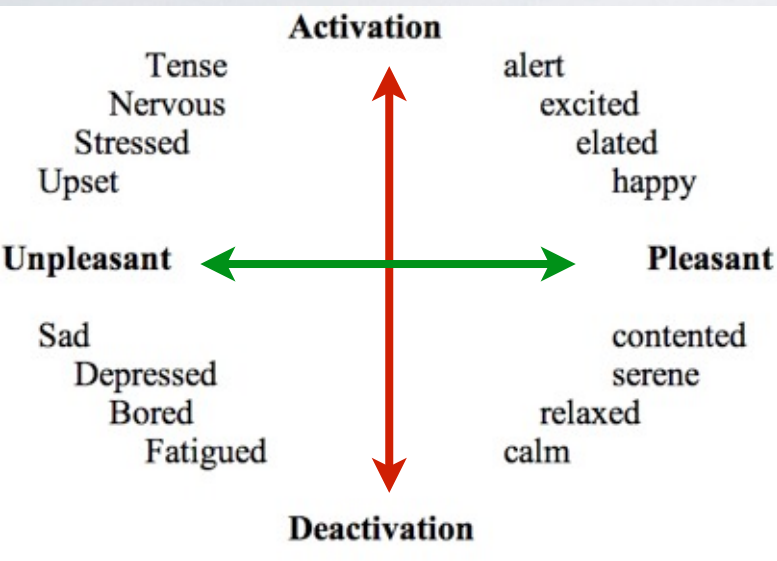 Activation
Tense alert
Nervous excited
Stressed elated
Upset happy
Unpleasant Pleasant
Sad contented
Depressed serene
Bored relaxed
Fatigued calm
Deactivation